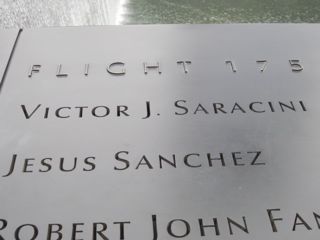 FLIGHT 175
VICTOR J. SARACINI
JESUS SANCHEZ
ROBERT JOHN